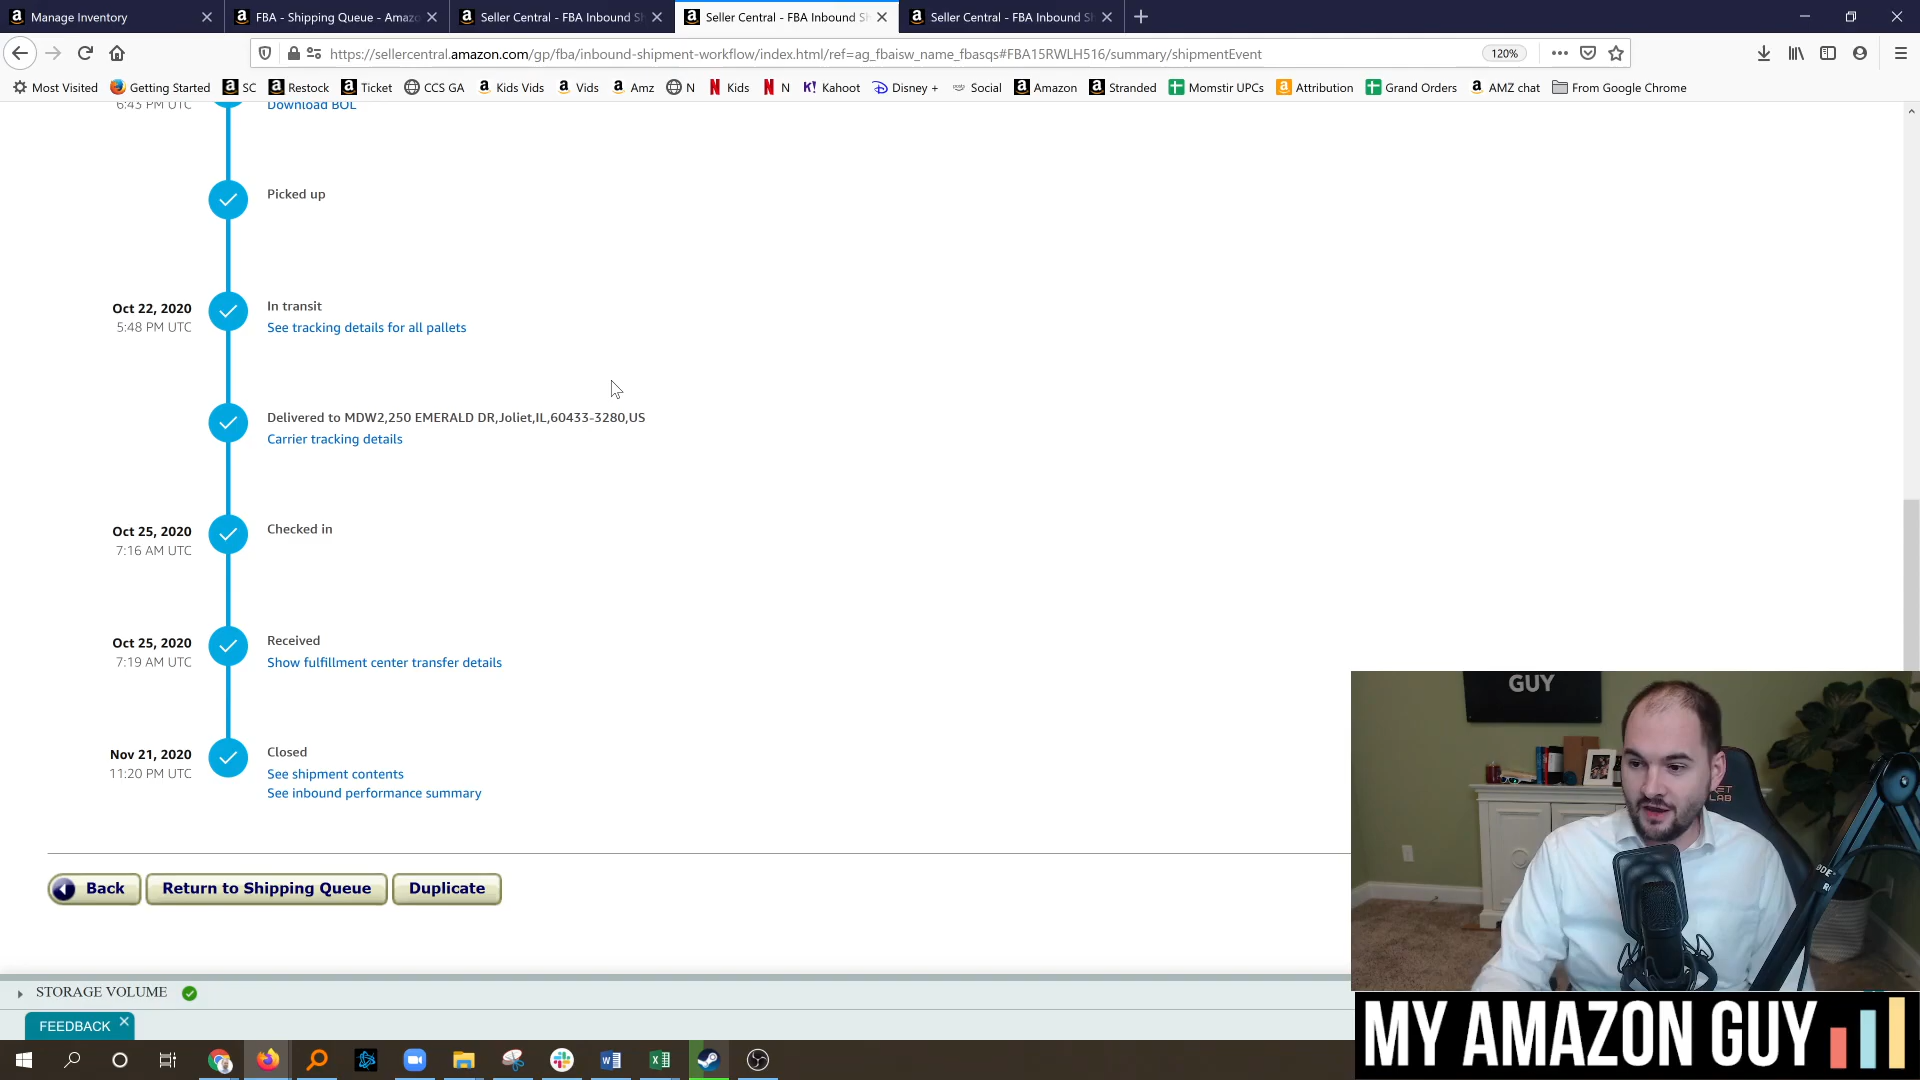 Manage Inventory
FBA - Shipping Queue - Amazo
Seller Central - FBA Inbound S
Seller Central - FBA Inbound S
Seller Central - FBA Inbound S
https://sellercentral.amazon.com/gp/fba/inbound-shipment-workflow/index.html/ref=ag_fbaisw_name_fbasqs#FBA15RWLH516/summary/shipmentEvent
120%
Most Visited
Getting Started
SC
Restock
Ticket
CCS GA
Kids Vids
Vids
Amz
N
Kids
N
Kahoot
Disney +
Social
Amazon
Stranded
Momstir UPCs
Attribution
Grand Orders
AMZ chat
From Google Chrome
6:43 PM UTC
Download BOL
Picked up
Oct 22, 2020
5:48 PM UTC
In transit
See tracking details for all pallets
Delivered to MDW2,250 EMERALD DR,Joliet,IL,60433-3280,US
Carrier tracking details
Oct 25, 2020
7:16 AM UTC
Checked in
Oct 25, 2020
7:19 AM UTC
Received
Show fulfillment center transfer details
Nov 21, 2020
11:20 PM UTC
Closed
See shipment contents
See inbound performance summary
Back
Return to Shipping Queue
Duplicate
STORAGE VOLUME
FEEDBACK
GUY
MY AMAZON GUY